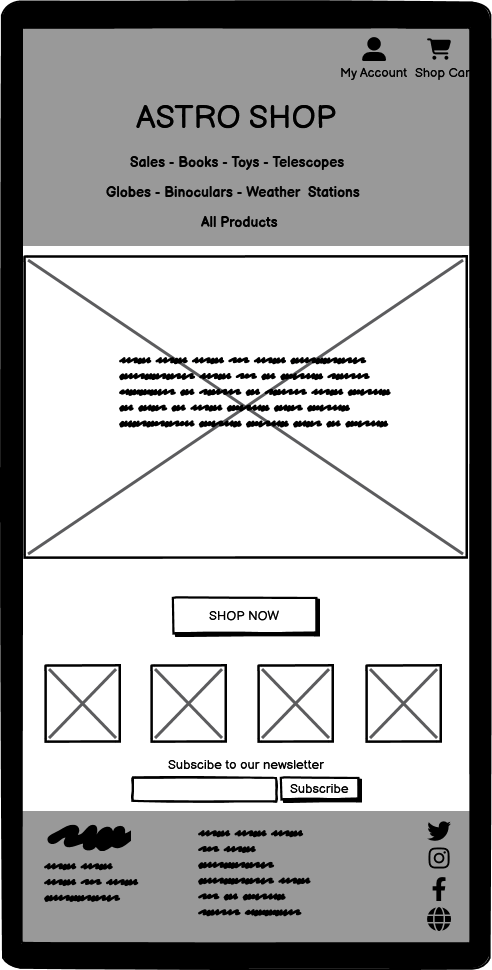 My Account Shop Car
ASTRO SHOP
Sales - Books - Toys - Telescopes
Globes - Binoculars - Weather Stations
All Products
SHOP NOW
Subscibe to our newsletter
Subscribe